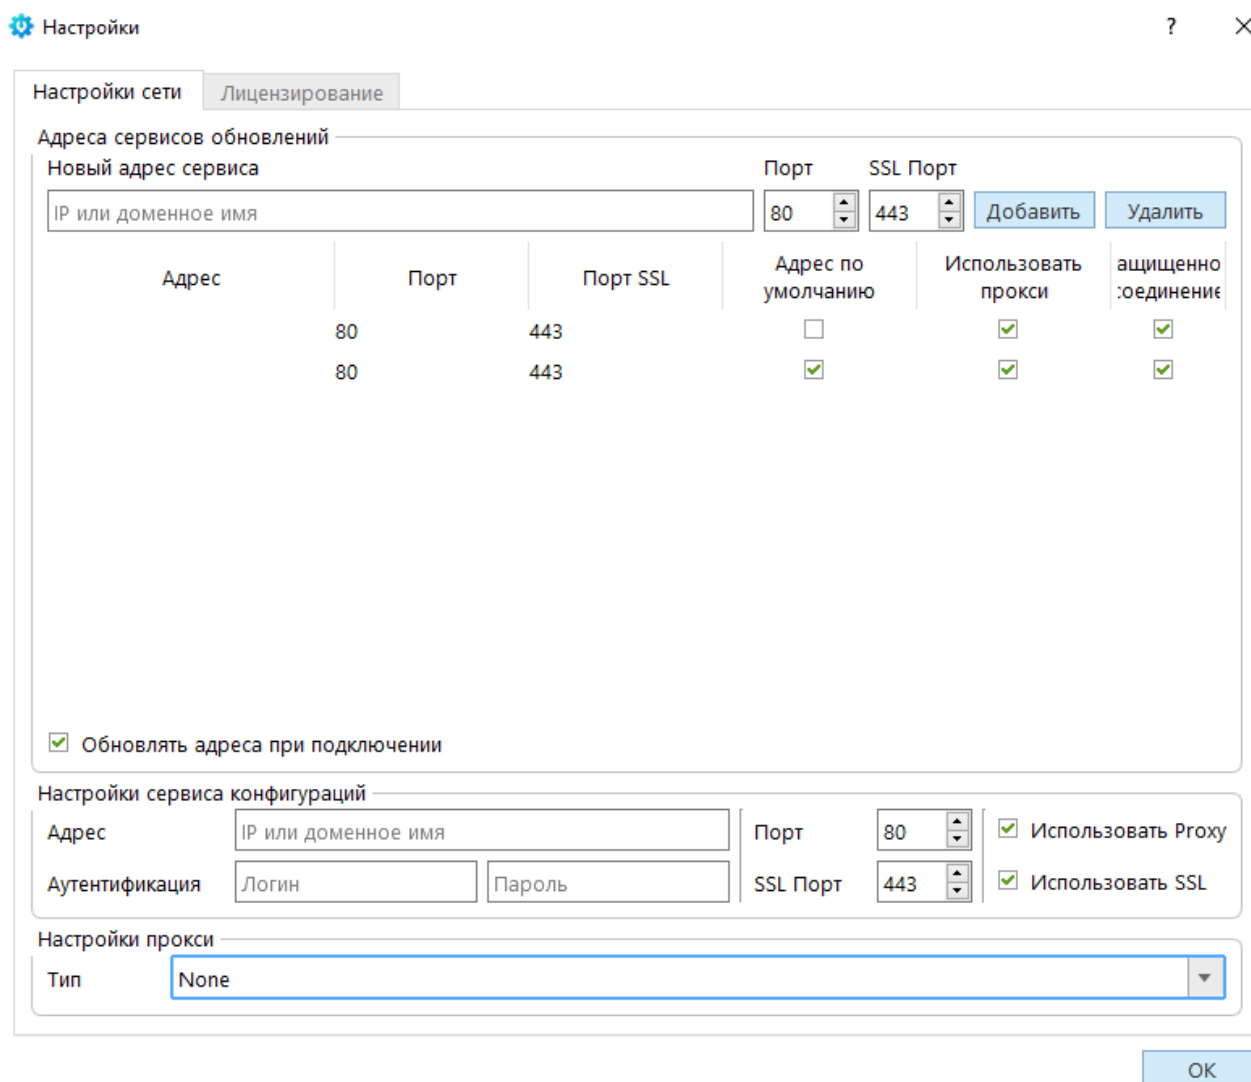 Настройки
Настройки сети
Лицензирование
Адреса сервисов обновлений
Новый адрес сервиса Порт SSL Порт
IP или доменное имя 80 443 Добавить Удалить
Адрес Порт Порт SSL Адрес по умолчанию Использовать прокси ащищенно :оединение
80 443
80 443
Обновлять адреса при подключении
Настройки сервиса конфигураций
Адрес IP или доменное имя Порт 80 Использовать Proxy
Аутентификация Логин Пароль SSL Порт 443 Использовать SSL
Настройки прокси
Тип None
OK